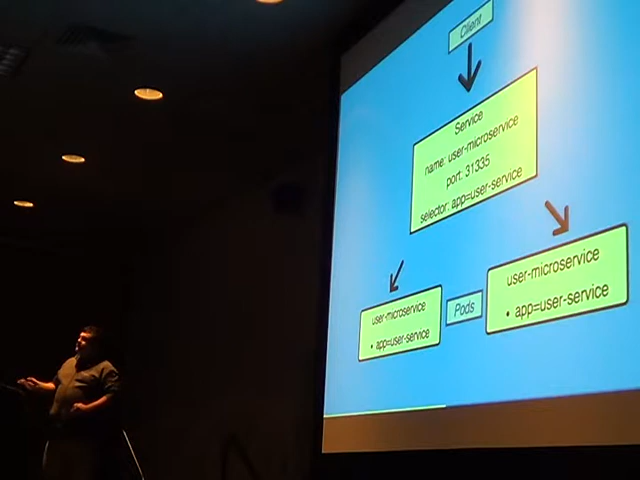 Client
Service
name: user-microservice
port: 31335
selector: app=user-service
user-microservice
• app=user-service
Pods
user-microservice
• app=user-service